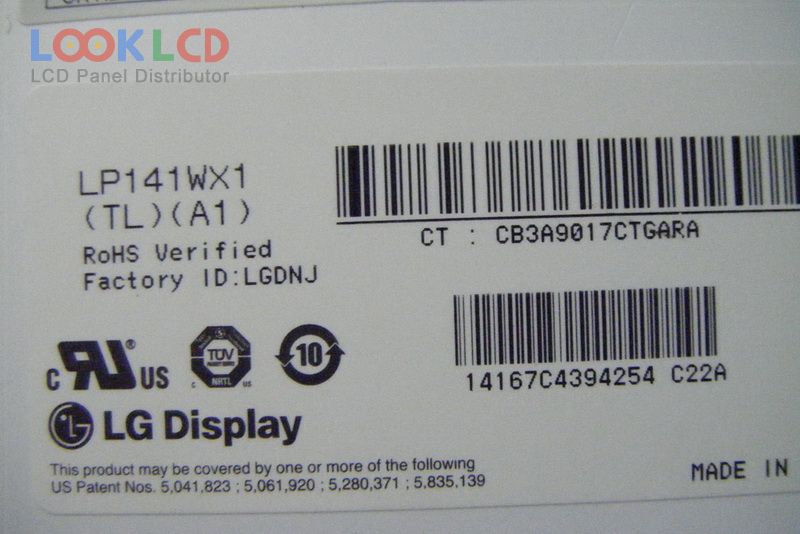 LOOK LCD
LCD Panel Distributor
LP141WX1
(TL)(A1)
RoHS Verified
Factory ID:LGDNJ
CT : CB3A9017CTGARA
14167C4394254 C22A
c RU ® US
TÜV
NRTL
C US
10
LG Display
This product may be covered by one or more of the following
US Patent Nos. 5,041,823 ; 5,061,920 ; 5,280,371 ; 5,835,139
MADE IN